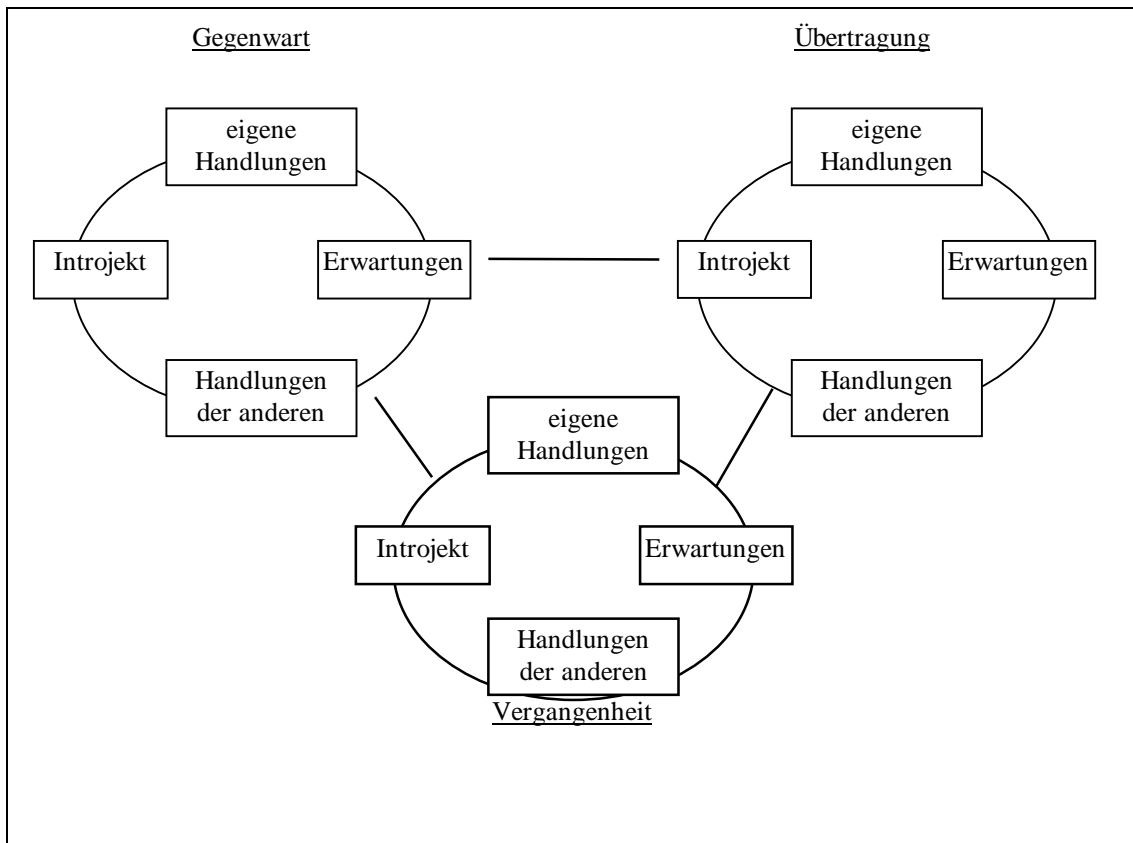 Gegenwart
Übertragung
eigene
Handlungen
Introjekt
Erwartungen
Handlungen
der anderen
eigene
Handlungen
Introjekt
Erwartungen
Handlungen
der anderen
eigene
Handlungen
Introjekt
Erwartungen
Handlungen
der anderen
Vergangenheit